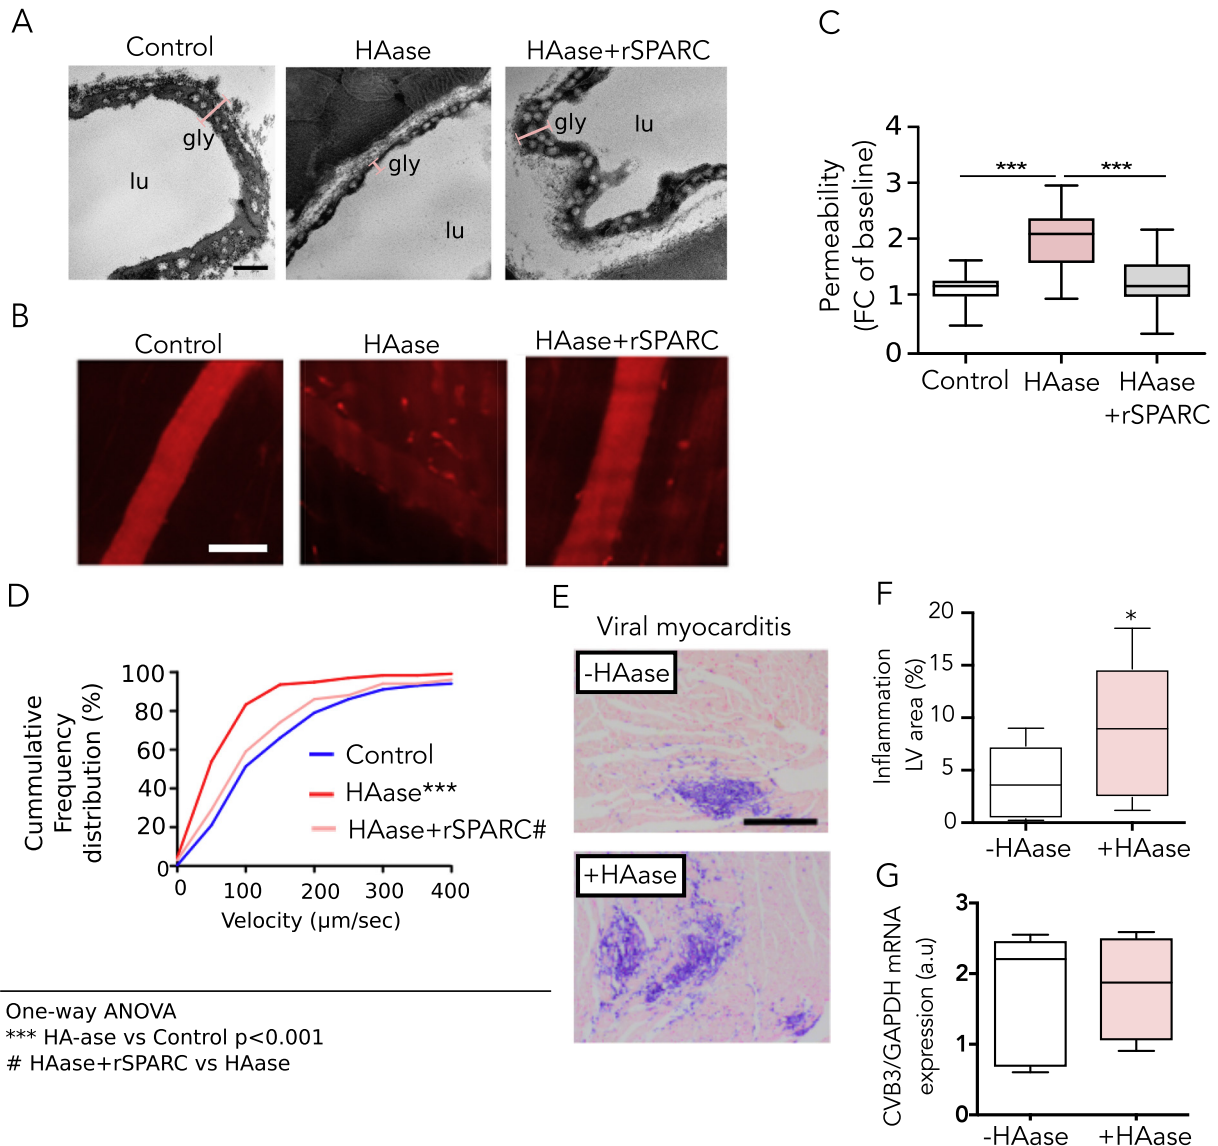 A
Control
HAase
HAase+rSPARC
gly
lu
gly
lu
gly
lu
B
Control
HAase
HAase+rSPARC
C
Permeability
(FC of baseline)
4
3
2
1
0
***
***
Control
HAase
HAase
+rSPARC
D
Cummulative
Frequency
distribution (%)
100
80
60
40
20
0
0
100
200
300
400
Velocity (µm/sec)
Control
HAase***
HAase+rSPARC#
One-way ANOVA
*** HA-ase vs Control p<0.001
# HAase+rSPARC vs HAase
E
Viral myocarditis
-HAase
+HAase
F
Inflammation
LV area (%)
20
15
10
5
0
*
-HAase
+HAase
G
CVB3/GAPDH mRNA
expression (a.u)
3
2
1
0
-HAase
+HAase